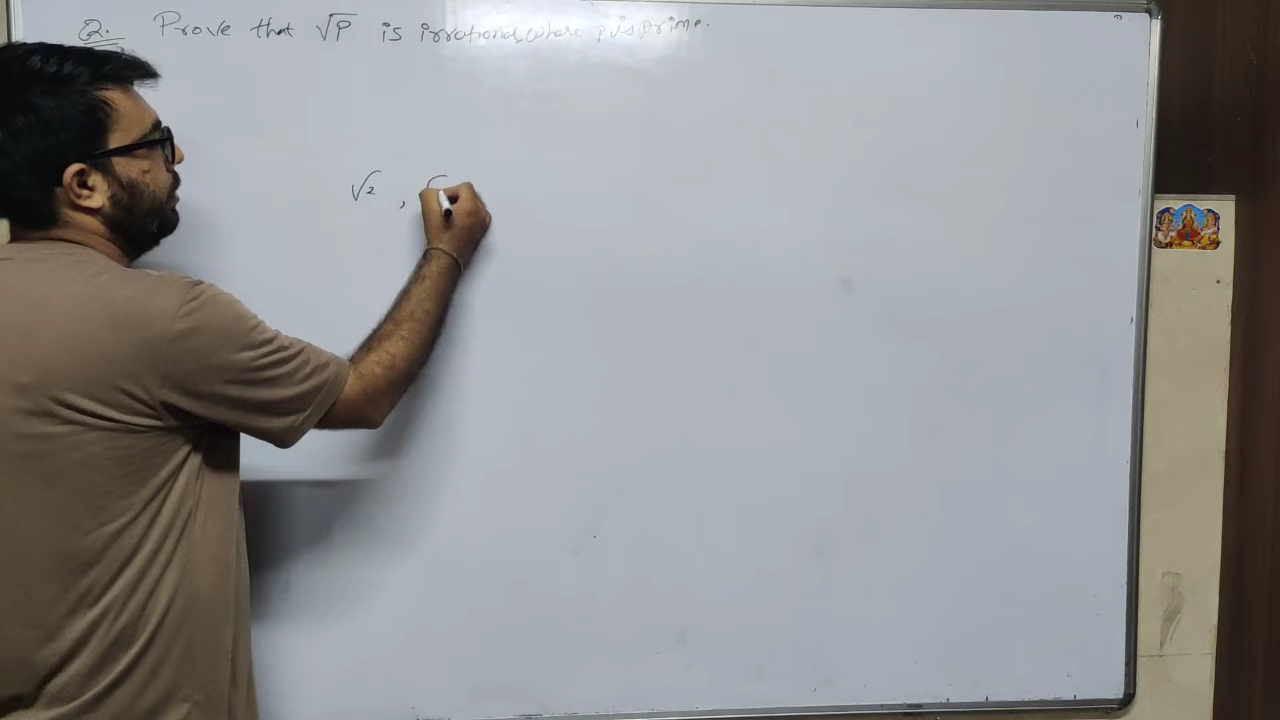 Q. Prove that √P is irrational, where p is prime.
√2 , √